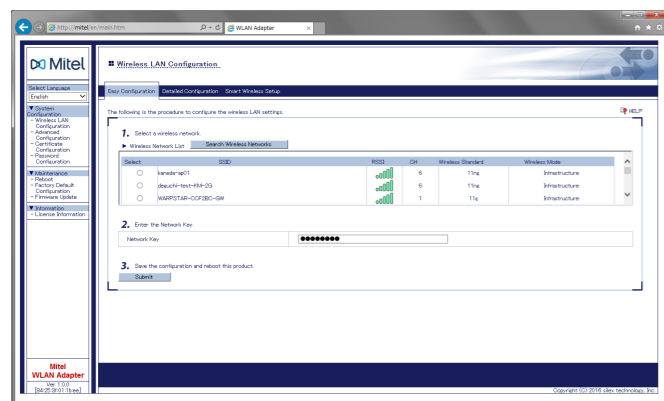 http://mitel/en/main.htm
WLAN Adapter
Mitel
Select Language
English
▼ System Configuration
- Wireless LAN Configuration
- Advanced Configuration
- Certificate Configuration
- Password Configuration
▼ Maintenance
- Reboot
- Factory Default Configuration
- Firmware Update
▼ Information
- License Information
Mitel
WLAN Adapter
Ver 1.0.0
Wireless LAN Configuration
Easy Configuration Detailed Configuration Smart Wireless Setup
The following is the procedure to configure the wireless LAN settings.
HELP
1. Select a wireless network.
▶ Wireless Network List Search Wireless Networks
Select SSID RSSI CH Wireless Standard Wireless Mode
kaneda-sp01 6 11ng Infrastructure
deguchi-test-KM-2G 6 11ng Infrastructure
WARPSTAR-CCF2BC-GW 1 11g Infrastructure
2. Enter the Network Key.
Network Key ●●●●●●●●
3. Save the configuration and reboot this product.
Submit
Copyright (C) 2016 silex technology, Inc.